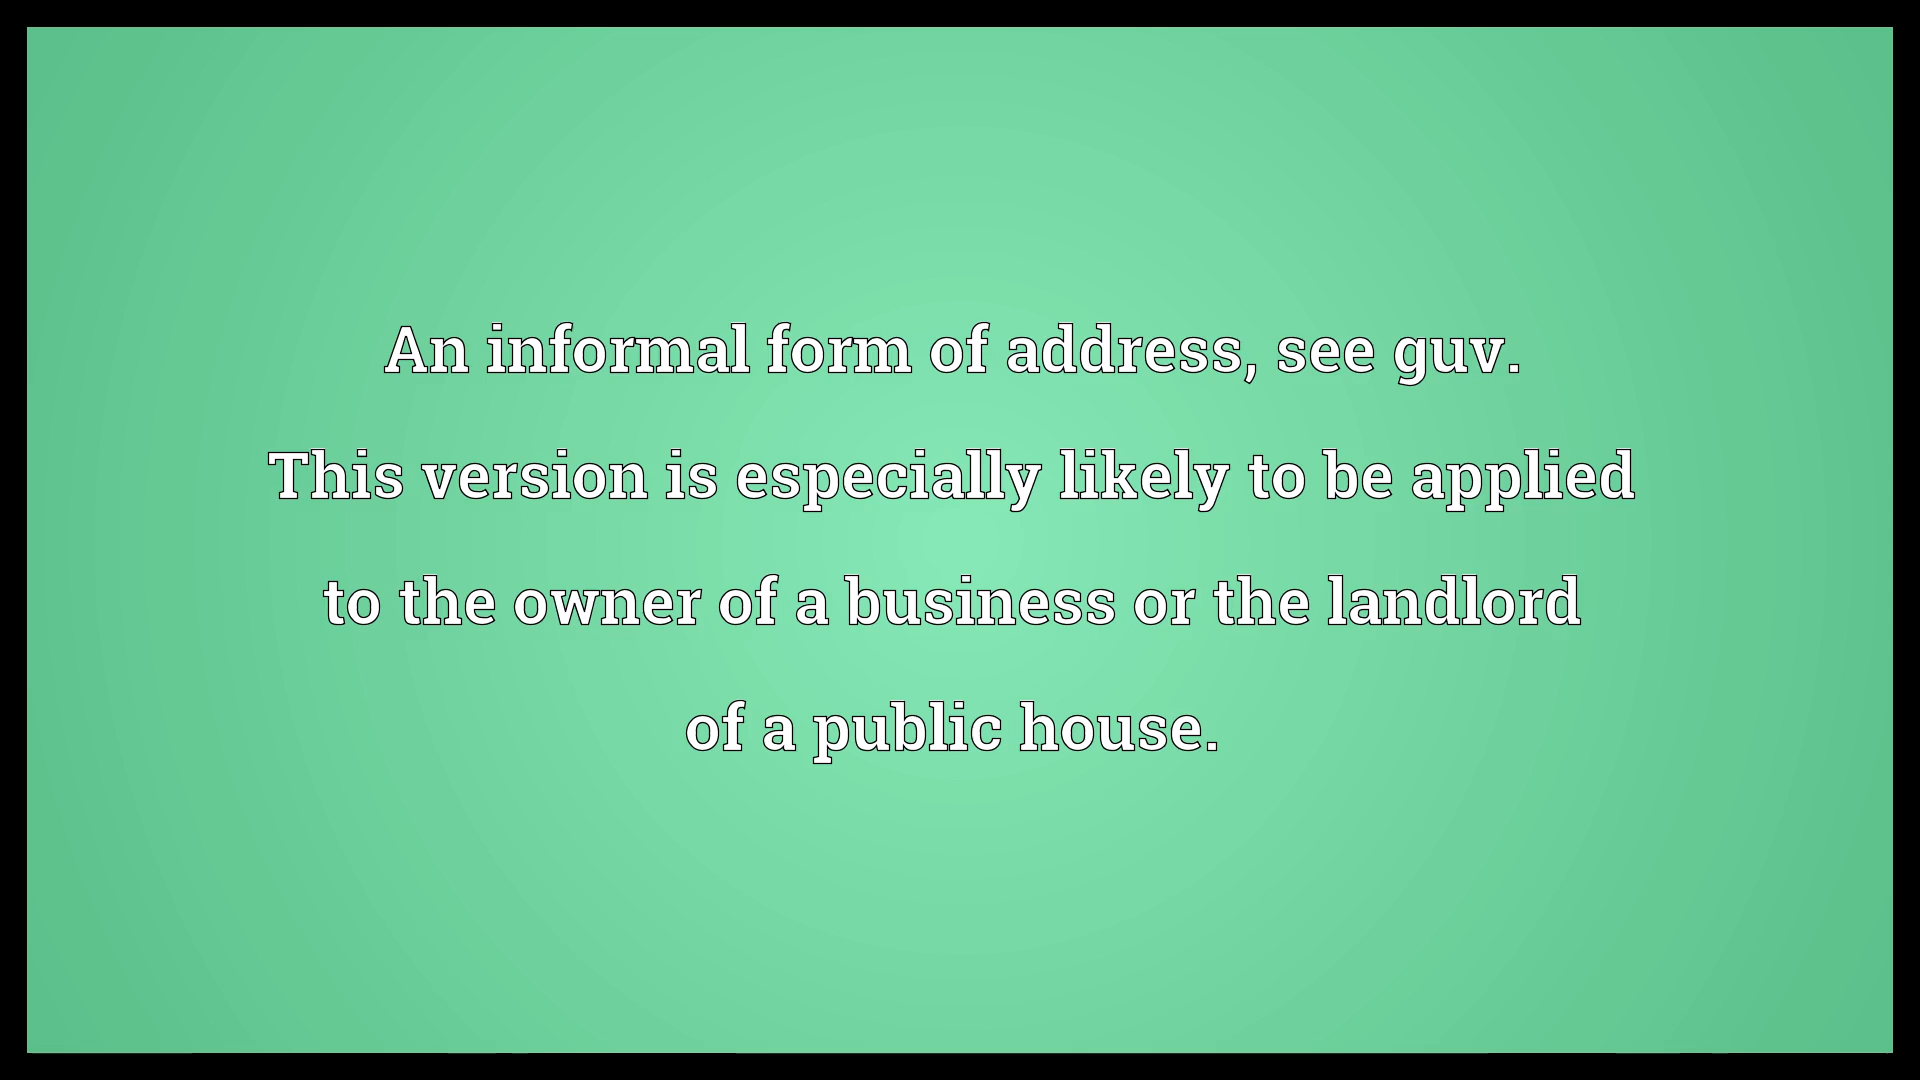 An informal form of address, see guv.
This version is especially likely to be applied
to the owner of a business or the landlord
of a public house.